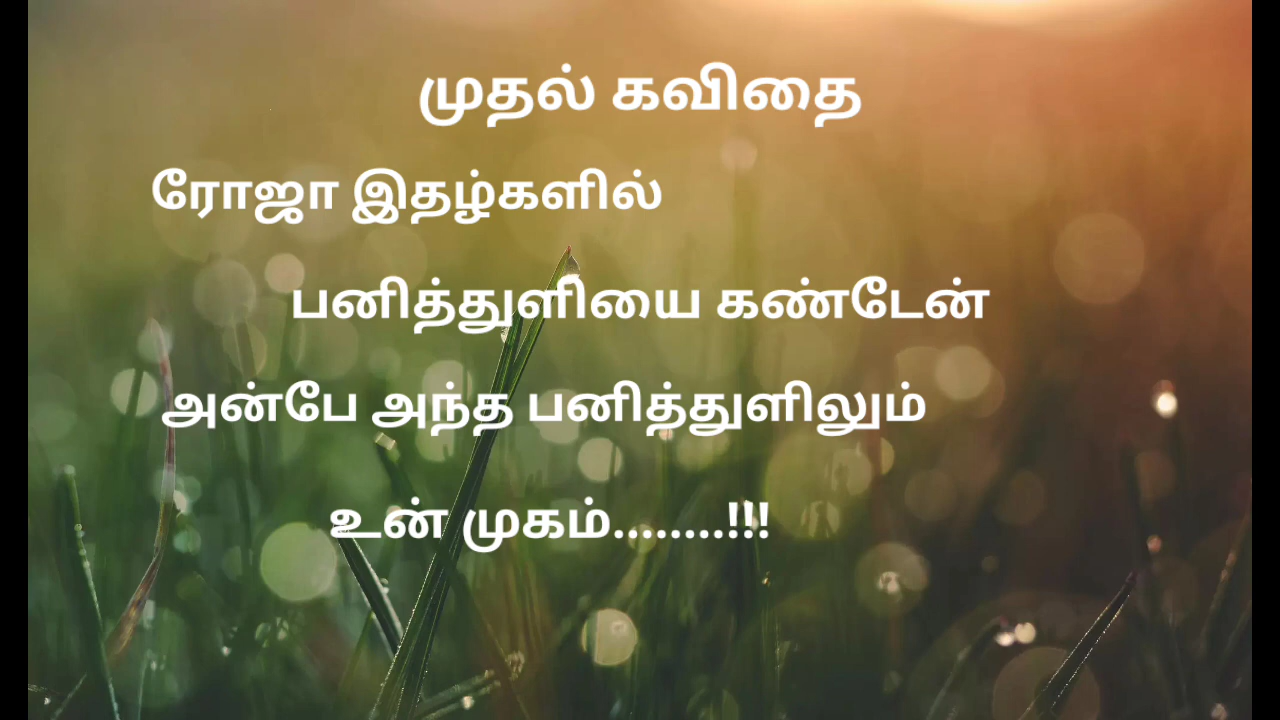 முதல் கவிதை
ரோஜா இதழ்களில்
பனித்துளியை கண்டேன்
அன்பே அந்த பனித்துளிலும்
உன் முகம்........!!!